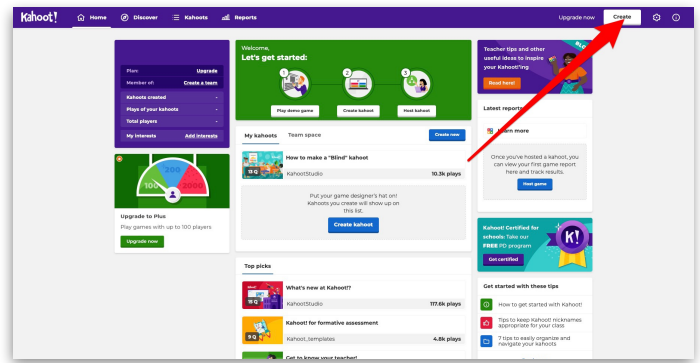 Kahoot!
Home
Discover
Kahoots
Reports
Upgrade now
Create
Plan:
Upgrade
Member of:
Create a team
Kahoots created
-
Plays of your kahoots
-
Total players
-
My interests
Add interests
200
100
2000
Upgrade to Plus
Play games with up to 100 players
Upgrade now
Welcome,
Let's get started:
1
2
3
Play demo game
Create kahoot
Host kahoot
My kahoots
Team space
Create new
How to make a "Blind" kahoot
13 Q
KahootStudio
10.3k plays
Put your game designer's hat on!
Kahoots you create will show up on
this list.
Create kahoot
Top picks
What's new at Kahoot!?
KahootStudio
117.6k plays
Kahoot! for formative assessment
9 Q
Kahoot_templates
4.8k plays
Get to know your teacher!
Teacher tips and other
useful ideas to inspire
your Kahoot!'ing
Read here!
Latest reports
Learn more
Once you've hosted a kahoot, you
can view your first game report
here and track results.
Host game
Kahoot! Certified for
schools: Take our
FREE PD program
Get certified
K!
Get started with these tips
How to get started with Kahoot!
Tips to keep Kahoot! nicknames
appropriate for your class
7 tips to easily organize and
navigate your kahoots